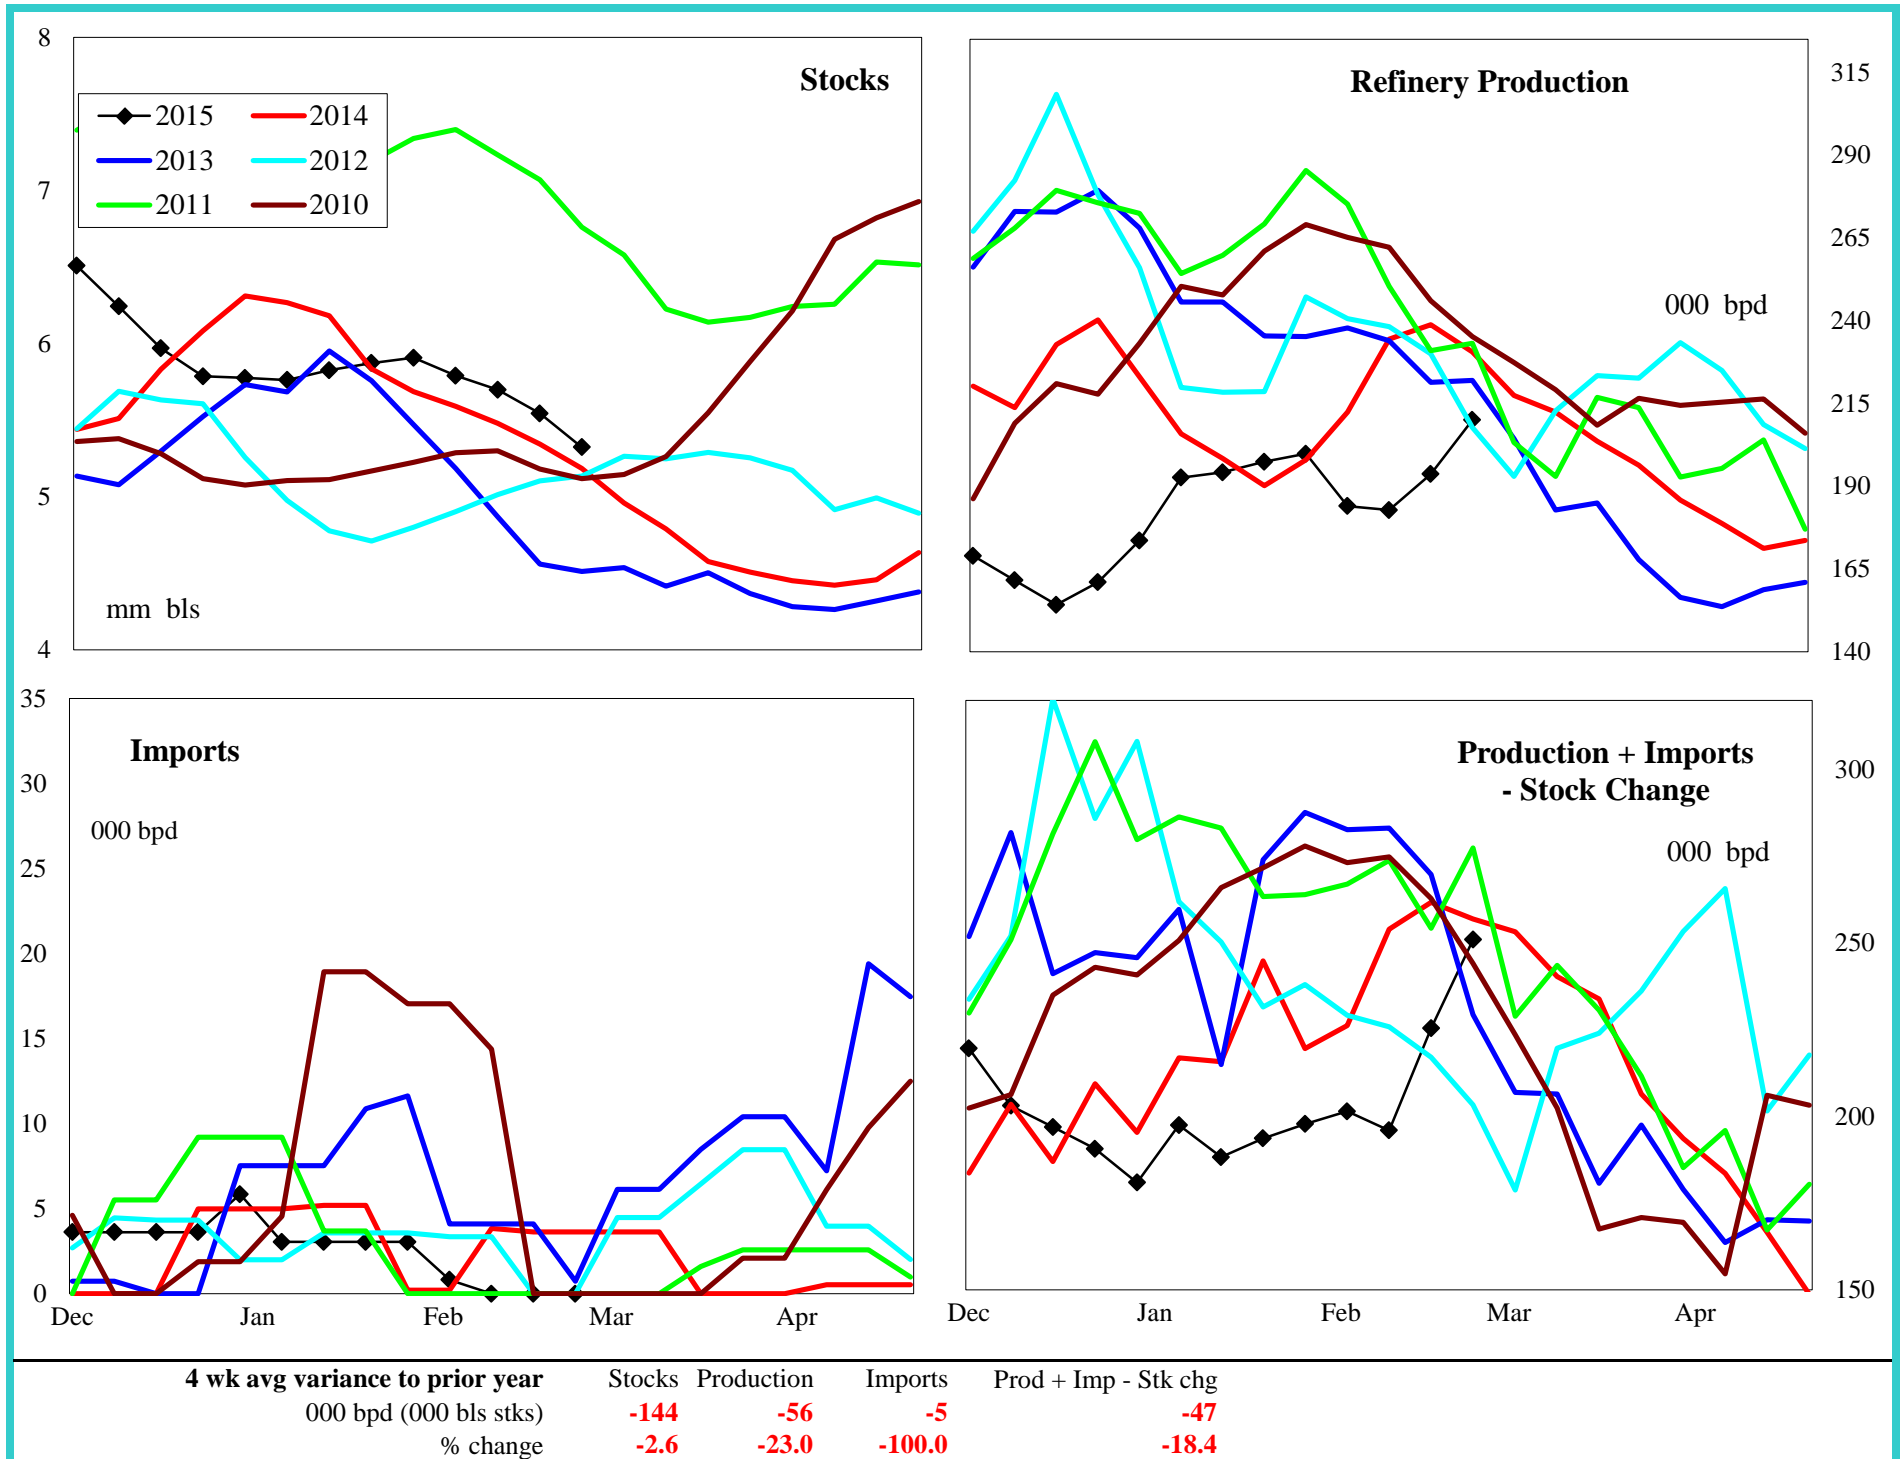 8
7
6
5
4
Stocks
2015
2014
2013
2012
2011
2010
mm bls
Refinery Production
000 bpd
315
290
265
240
215
190
165
140
35
30
25
20
15
10
5
0
Imports
000 bpd
Dec Jan Feb Mar Apr
Production + Imports
- Stock Change
000 bpd
300
250
200
150
Dec Jan Feb Mar Apr
4 wk avg variance to prior year Stocks Production Imports Prod + Imp - Stk chg
000 bpd (000 bls stks) -144 -56 -5 -47
% change -2.6 -23.0 -100.0 -18.4